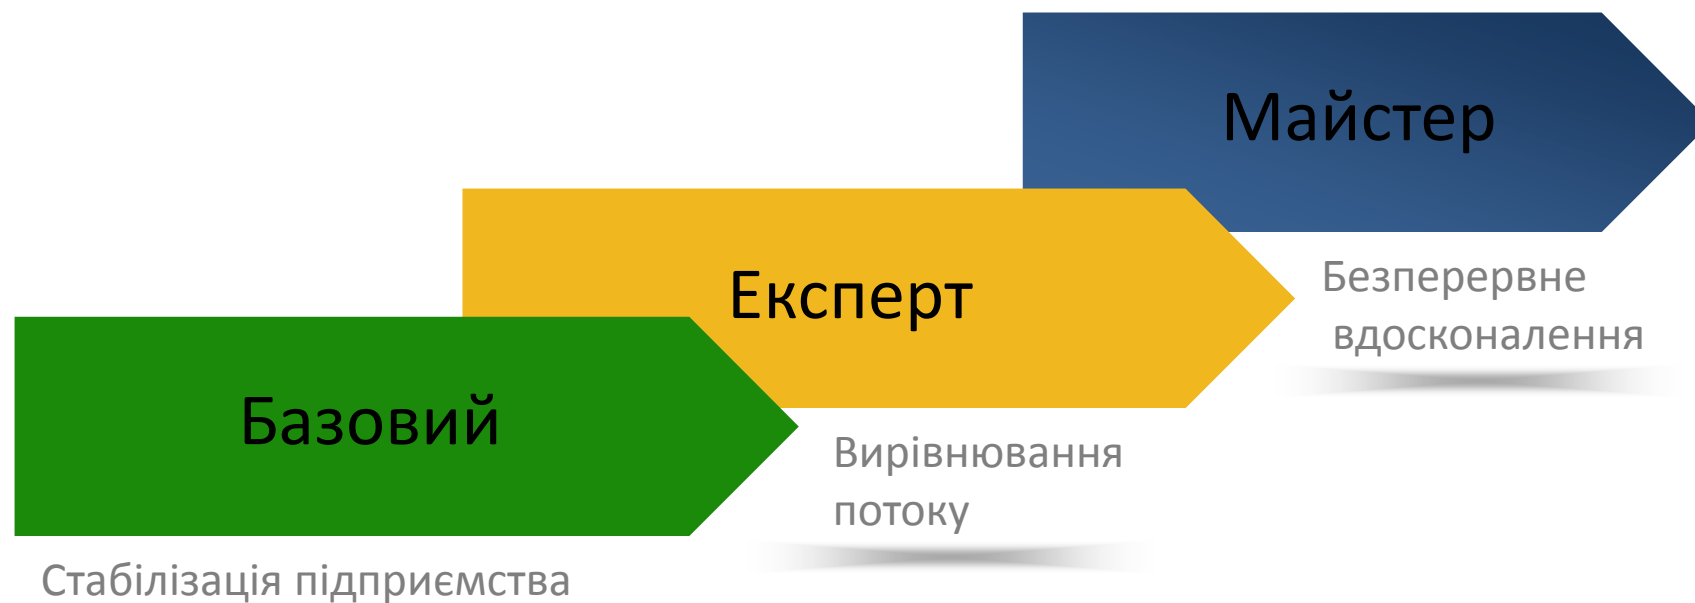 Майстер
Безперервне
вдосконалення
Експерт
Вирівнювання
потоку
Базовий
Стабілізація підприємства